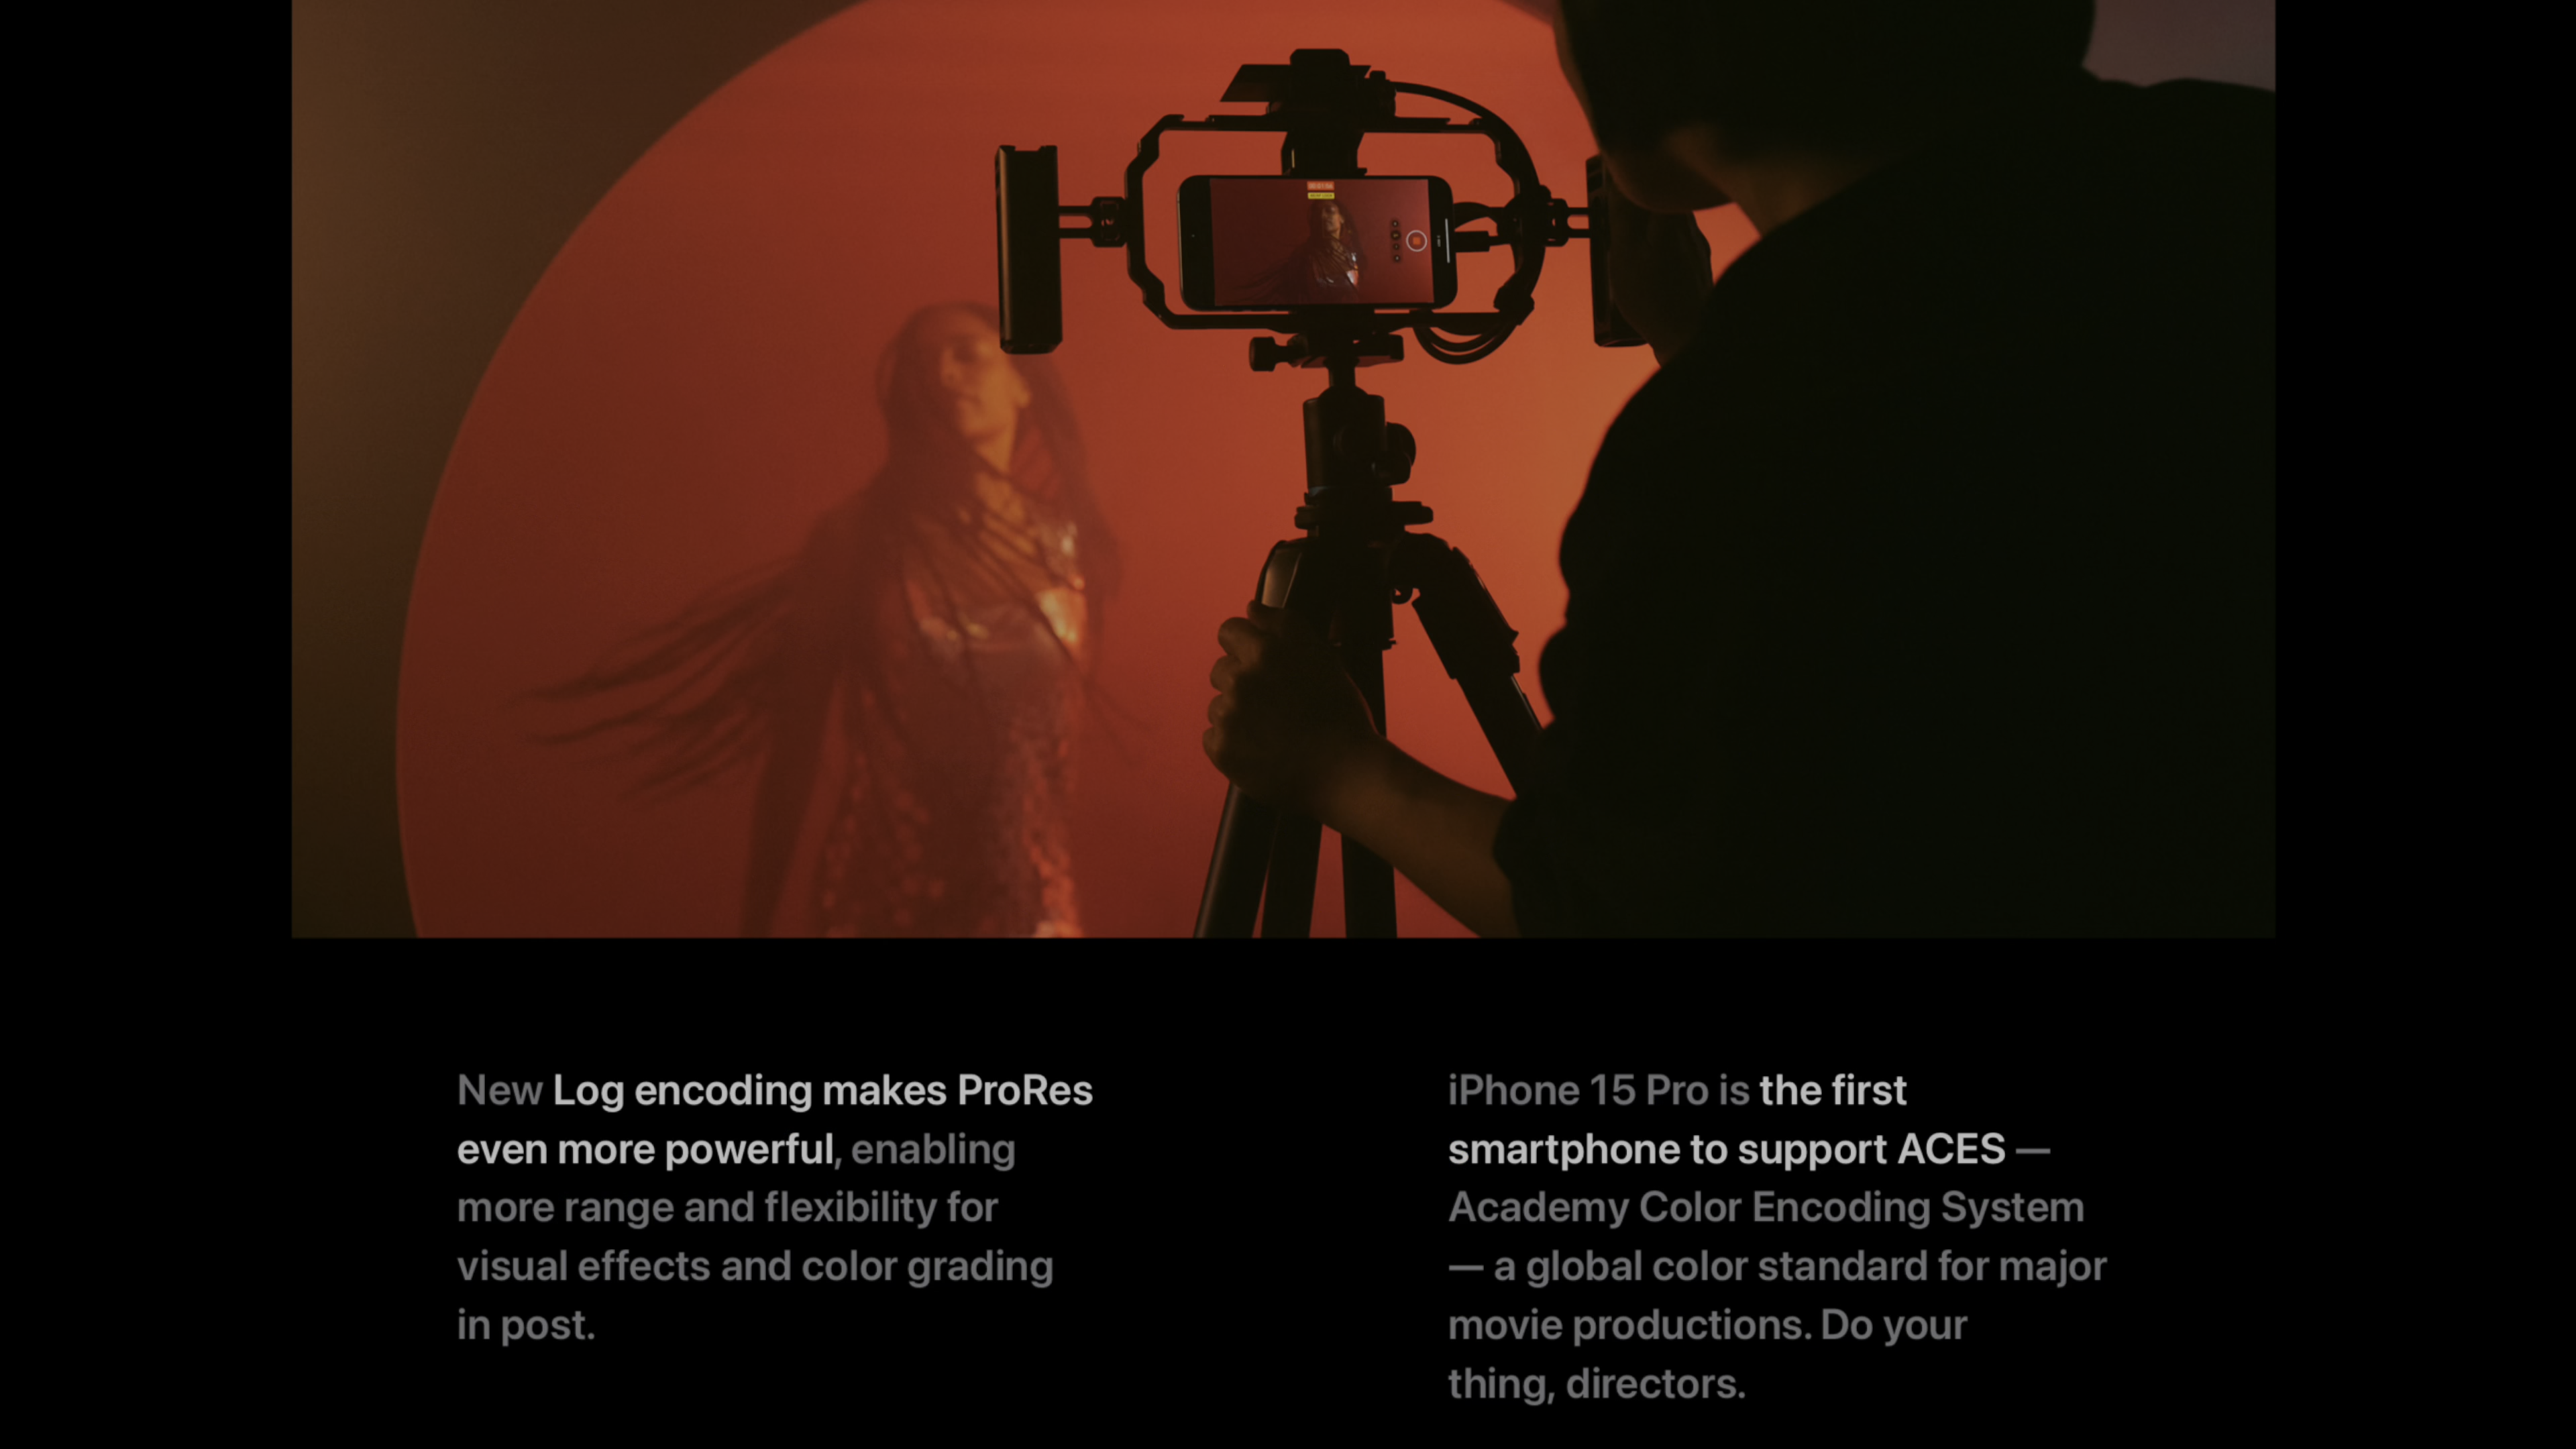 New Log encoding makes ProRes
even more powerful, enabling
more range and flexibility for
visual effects and color grading
in post.
iPhone 15 Pro is the first
smartphone to support ACES —
Academy Color Encoding System
— a global color standard for major
movie productions. Do your
thing, directors.